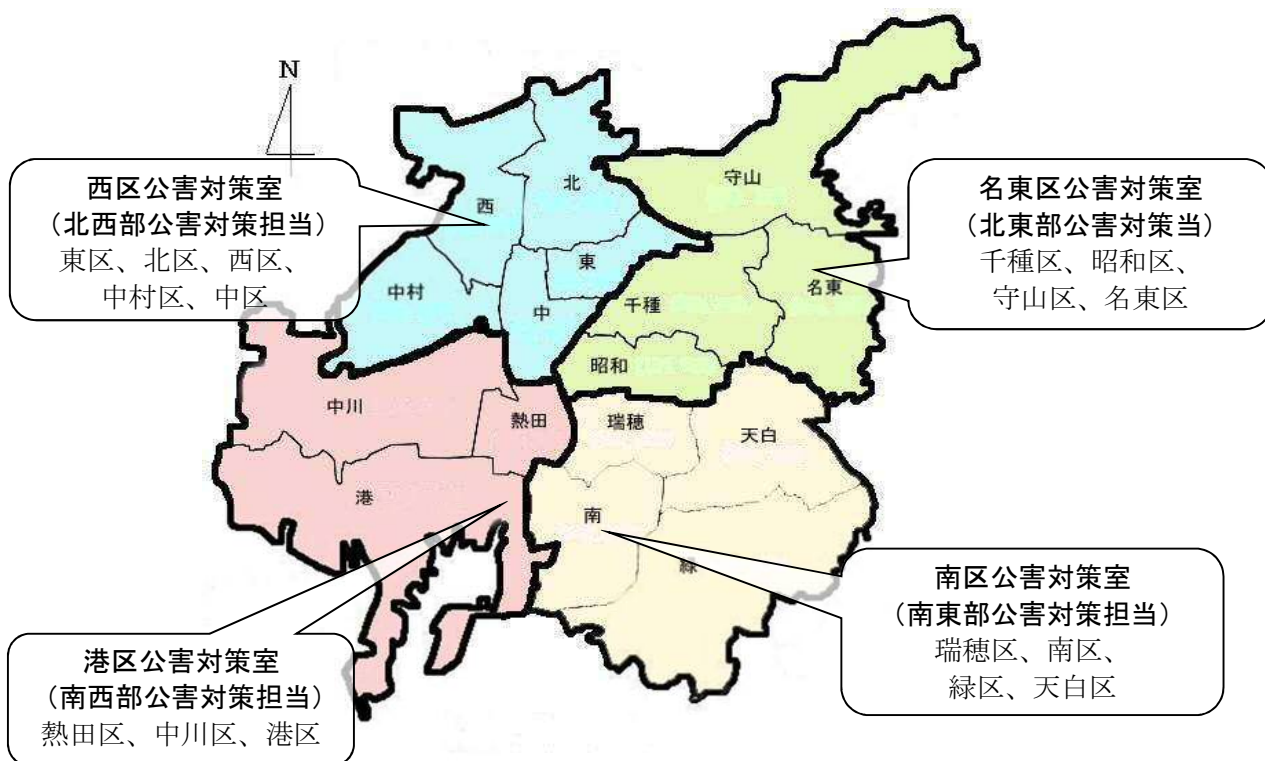 N
西区公害対策室
（北西部公害対策担当）
東区、北区、西区、
中村区、中区
名東区公害対策室
（北東部公害対策当）
千種区、昭和区、
守山区、名東区
北
守山
西
東
中村
中
千種
名東
昭和
中川
熱田
瑞穂
天白
港
南
緑
南区公害対策室
（南東部公害対策担当）
瑞穂区、南区、
緑区、天白区
港区公害対策室
（南西部公害対策担当）
熱田区、中川区、港区